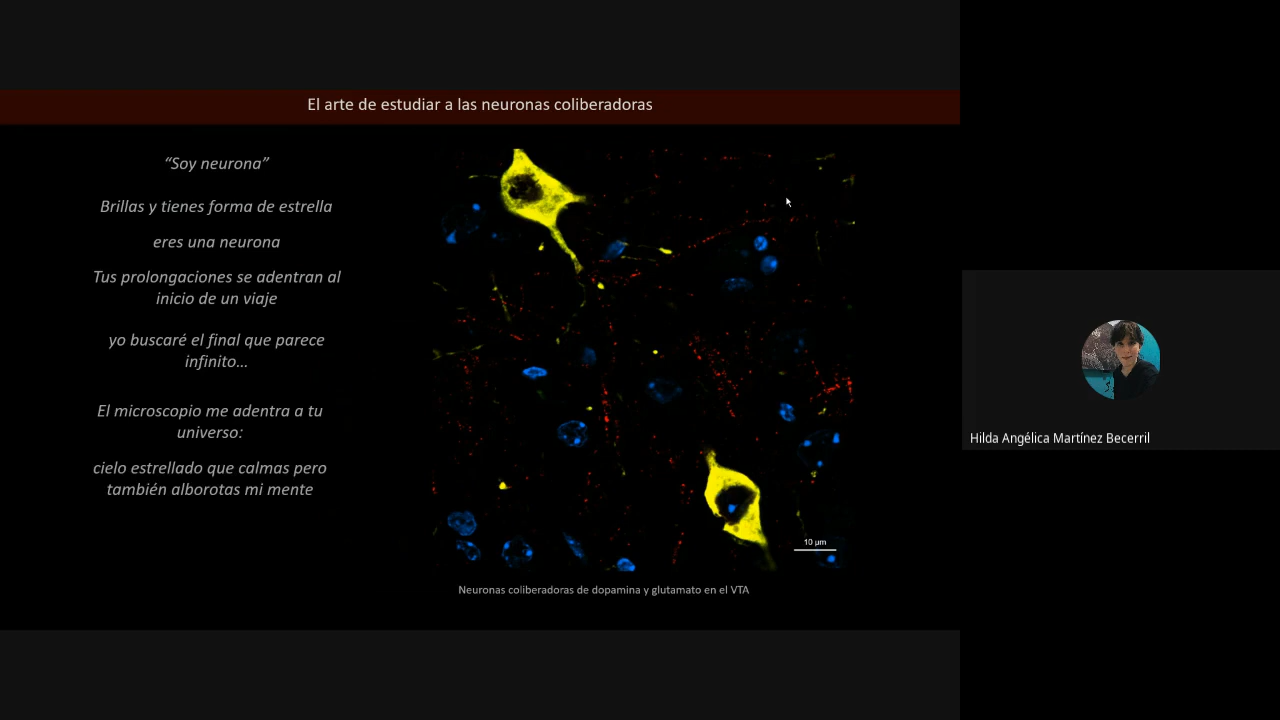 El arte de estudiar a las neuronas coliberadoras
“Soy neurona”
Brillas y tienes forma de estrella
eres una neurona
Tus prolongaciones se adentran al
inicio de un viaje
yo buscaré el final que parece
infinito...
El microscopio me adentra a tu
universo:
cielo estrellado que calmas pero
también alborotas mi mente
10 µm
Neuronas coliberadoras de dopamina y glutamato en el VTA
Hilda Angélica Martínez Becerril